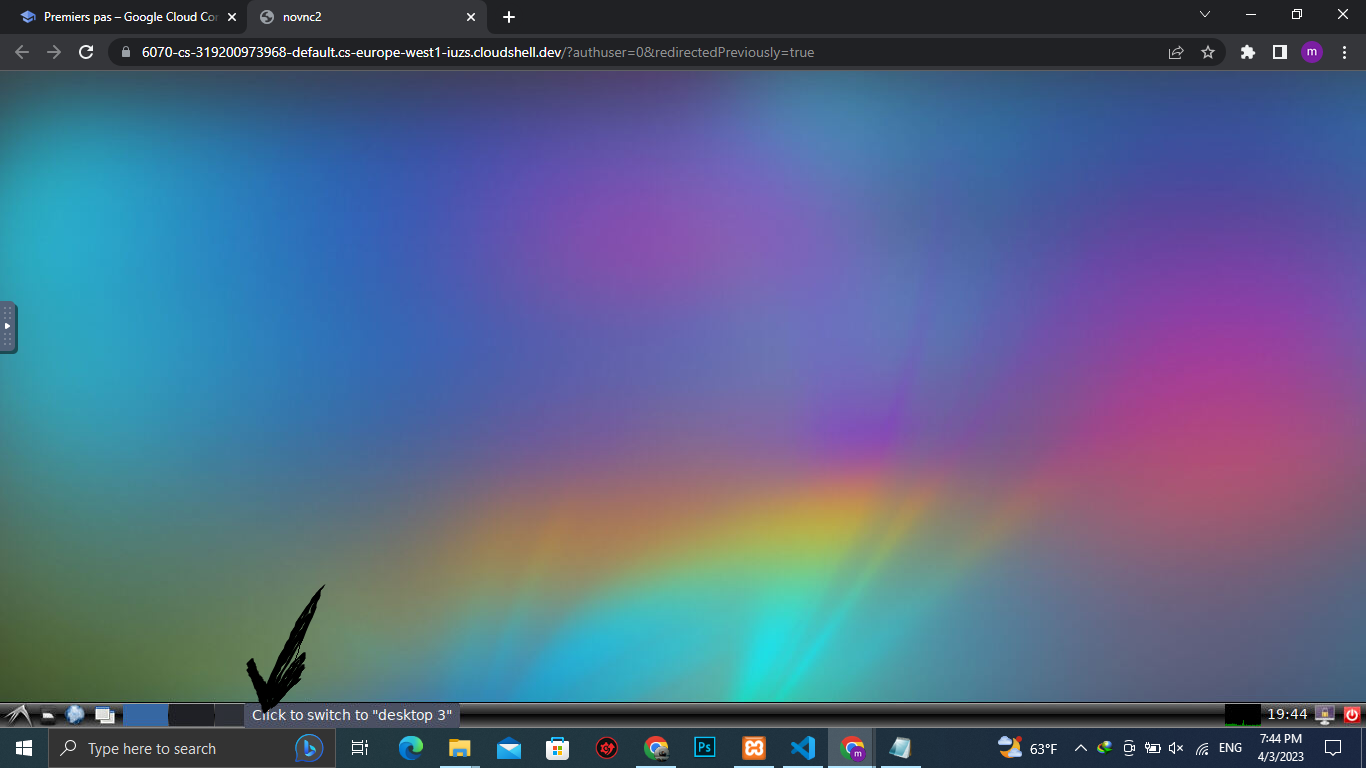 Premiers pas – Google Cloud Con
novnc2
6070-cs-319200973968-default.cs-europe-west1-iuzs.cloudshell.dev/?authuser=0&redirectedPreviously=true
m
Click to switch to "desktop 3"
19:44
Type here to search
Ps
m
63°F
ENG
7:44 PM
4/3/2023